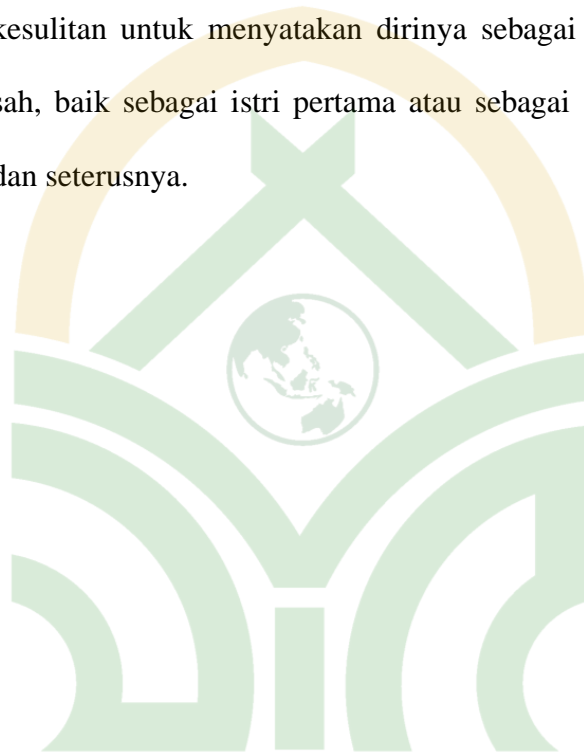 kesulitan untuk menyatakan dirinya sebagai
sah, baik sebagai istri pertama atau sebagai
dan seterusnya.